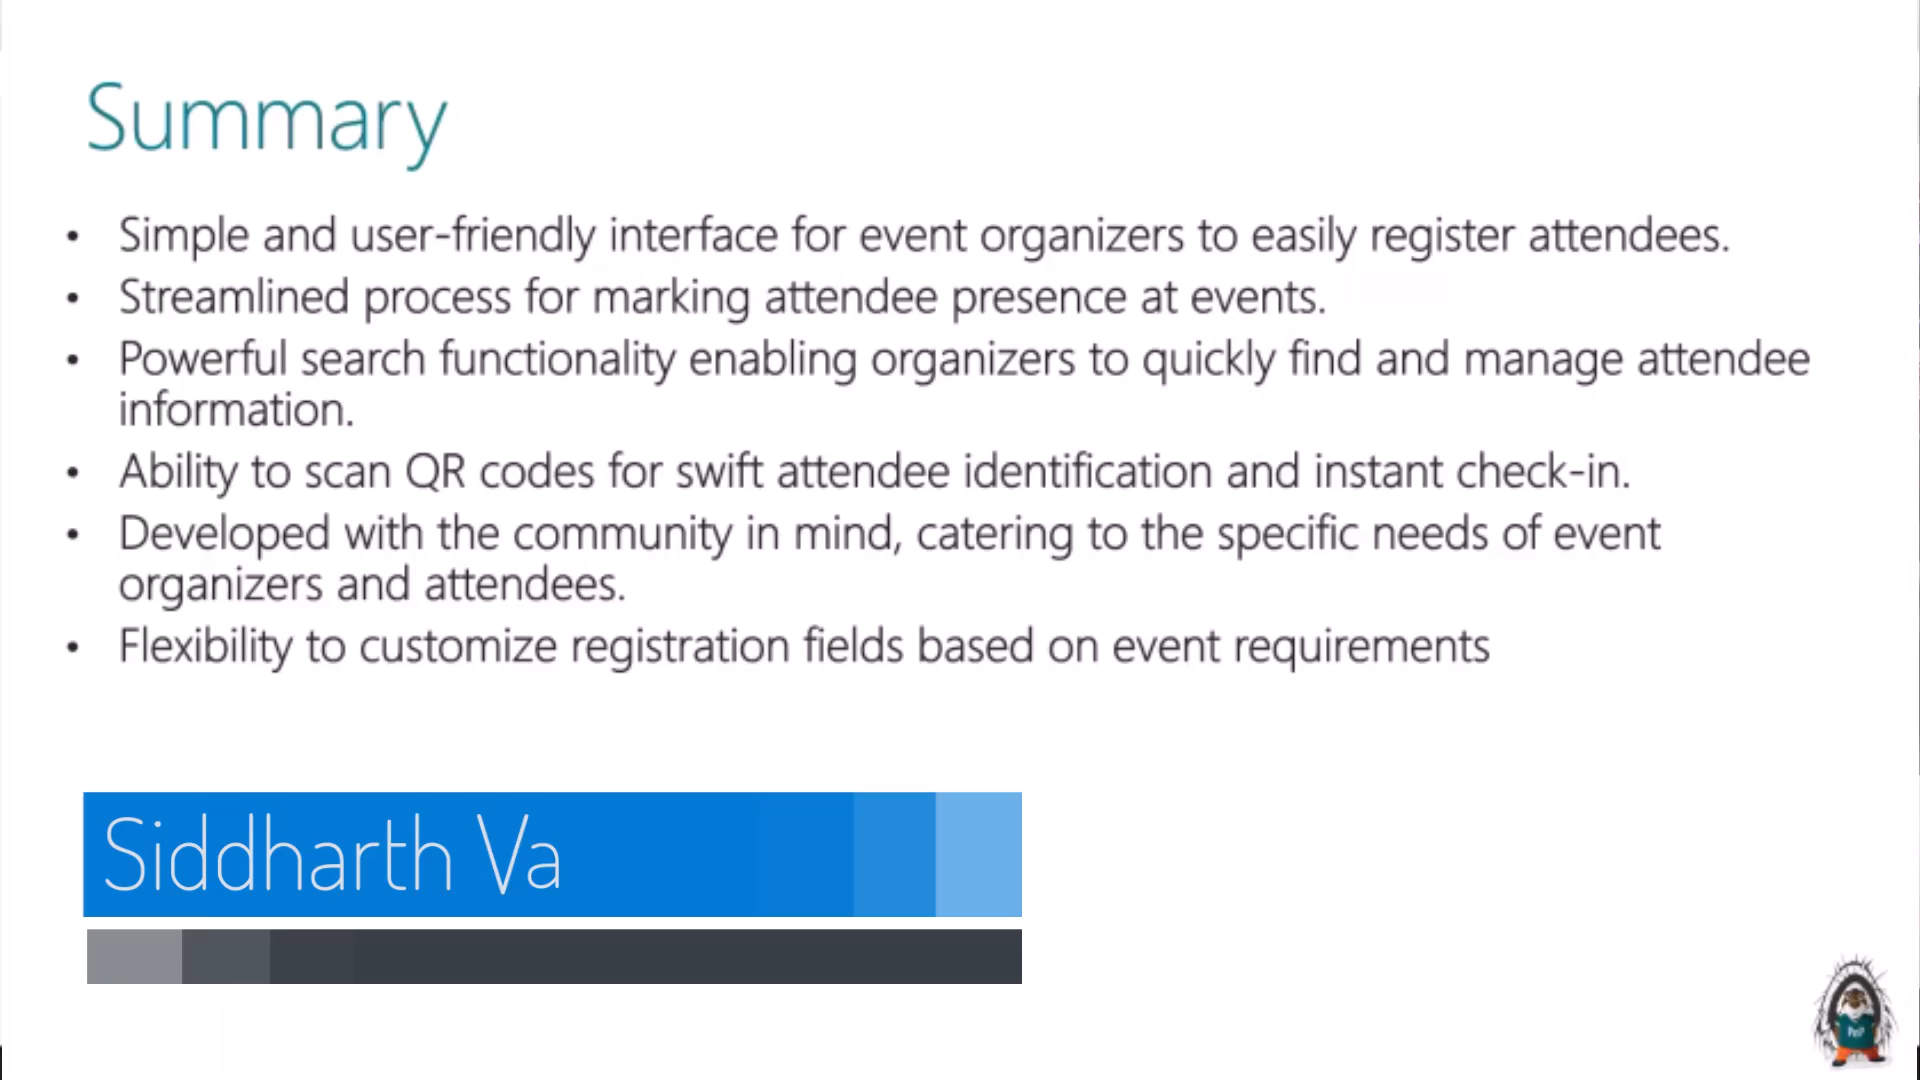 Summary
• Simple and user-friendly interface for event organizers to easily register attendees.
• Streamlined process for marking attendee presence at events.
• Powerful search functionality enabling organizers to quickly find and manage attendee
information.
• Ability to scan QR codes for swift attendee identification and instant check-in.
• Developed with the community in mind, catering to the specific needs of event
organizers and attendees.
• Flexibility to customize registration fields based on event requirements
Siddharth Va
PnP